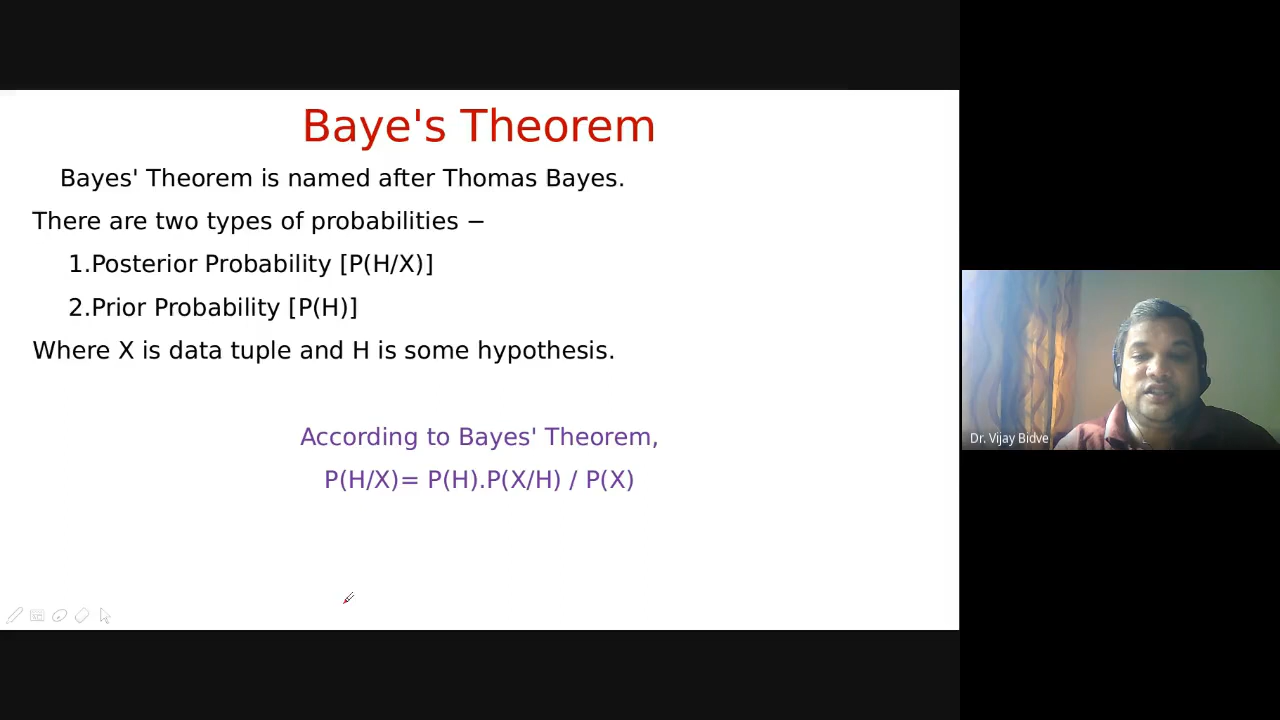 Baye's Theorem
Bayes' Theorem is named after Thomas Bayes.
There are two types of probabilities −
1.Posterior Probability [P(H/X)]
2.Prior Probability [P(H)]
Where X is data tuple and H is some hypothesis.
According to Bayes' Theorem,
P(H/X)= P(H).P(X/H) / P(X)
Dr. Vijay Bidve